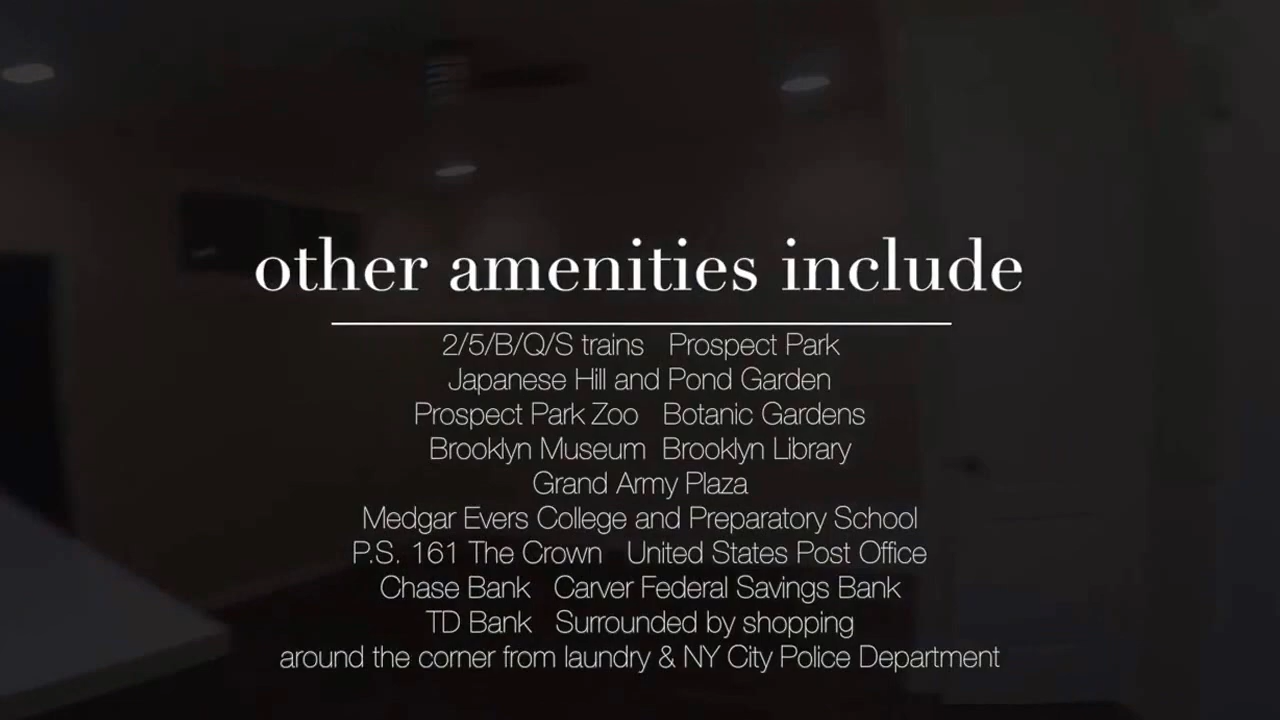 other amenities include
2/5/B/Q/S trains   Prospect Park
Japanese Hill and Pond Garden
Prospect Park Zoo   Botanic Gardens
Brooklyn Museum  Brooklyn Library
Grand Army Plaza
Medgar Evers College and Preparatory School
P.S. 161 The Crown   United States Post Office
Chase Bank   Carver Federal Savings Bank
TD Bank   Surrounded by shopping
around the corner from laundry & NY City Police Department